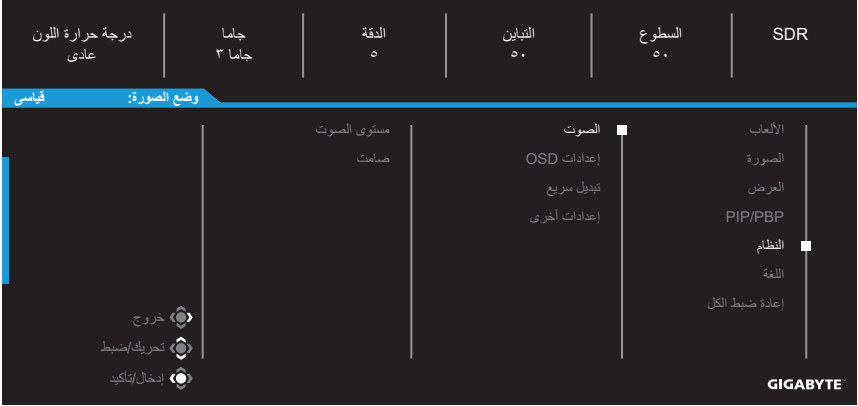 SDR
السطوع
٥٠
التباين
٥٠
الدقة
٥
جاما
جاما ٣
درجة حرارة اللون
عادى
وضع الصورة: قياسى
الألعاب
الصورة
العرض
PIP/PBP
النظام
اللغة
إعادة ضبط الكل
الصوت
إعدادات OSD
تبديل سريع
إعدادات أخرى
مستوى الصوت
صامت
خروج
تحريك/ضبط
إدخال/تأكيد
GIGABYTE™